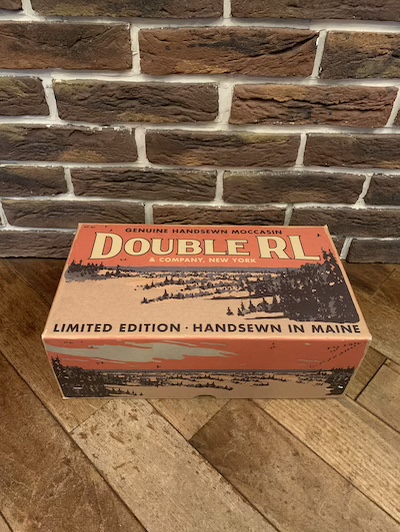 GENUINE HANDSEWN MOCCASIN
DOUBLE RL
& COMPANY, NEW YORK
LIMITED EDITION · HANDSEWN IN MAINE